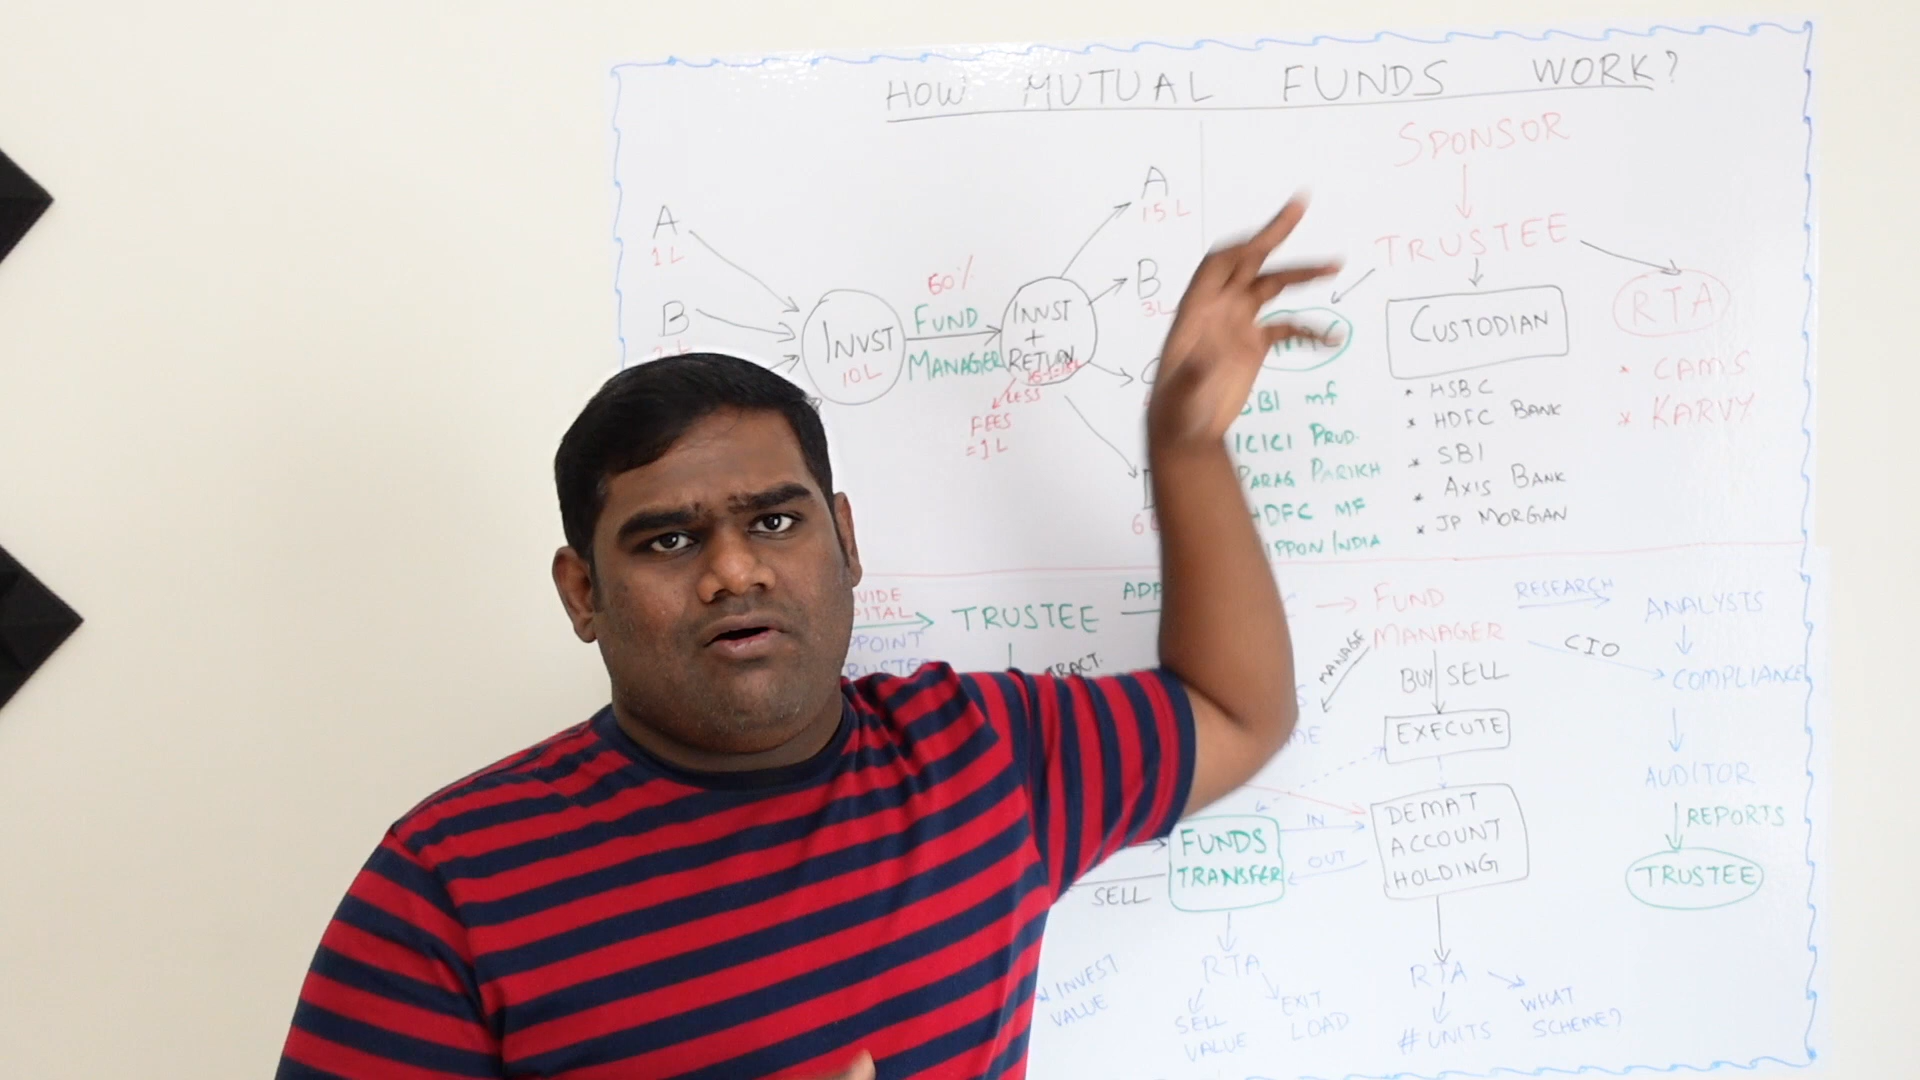 HOW MUTUAL FUNDS WORK?
A
1L
B
INVST
10L
60%
FUND
MANAGER
INVST
+
RETURN
LESS
FEES
=1L
A
15L
B
3L
SPONSOR
TRUSTEE
SBI mf
ICICI PRUD.
PARAG PARIKH
HDFC MF
NIPPON INDIA
CUSTODIAN
* HSBC
* HDFC BANK
* SBI
* AXIS BANK
* JP MORGAN
RTA
* CAMS
* KARVY
TRUSTEE
FUND
MANAGER
MANAGE
BUY SELL
EXECUTE
RESEARCH
CIO
ANALYSTS
COMPLIANCE
AUDITOR
REPORTS
TRUSTEE
FUNDS
TRANSFER
SELL
IN
OUT
DEMAT
ACCOUNT
HOLDING
INVEST
VALUE
RTA
SELL
VALUE
EXIT
LOAD
RTA
# UNITS
WHAT
SCHEME?